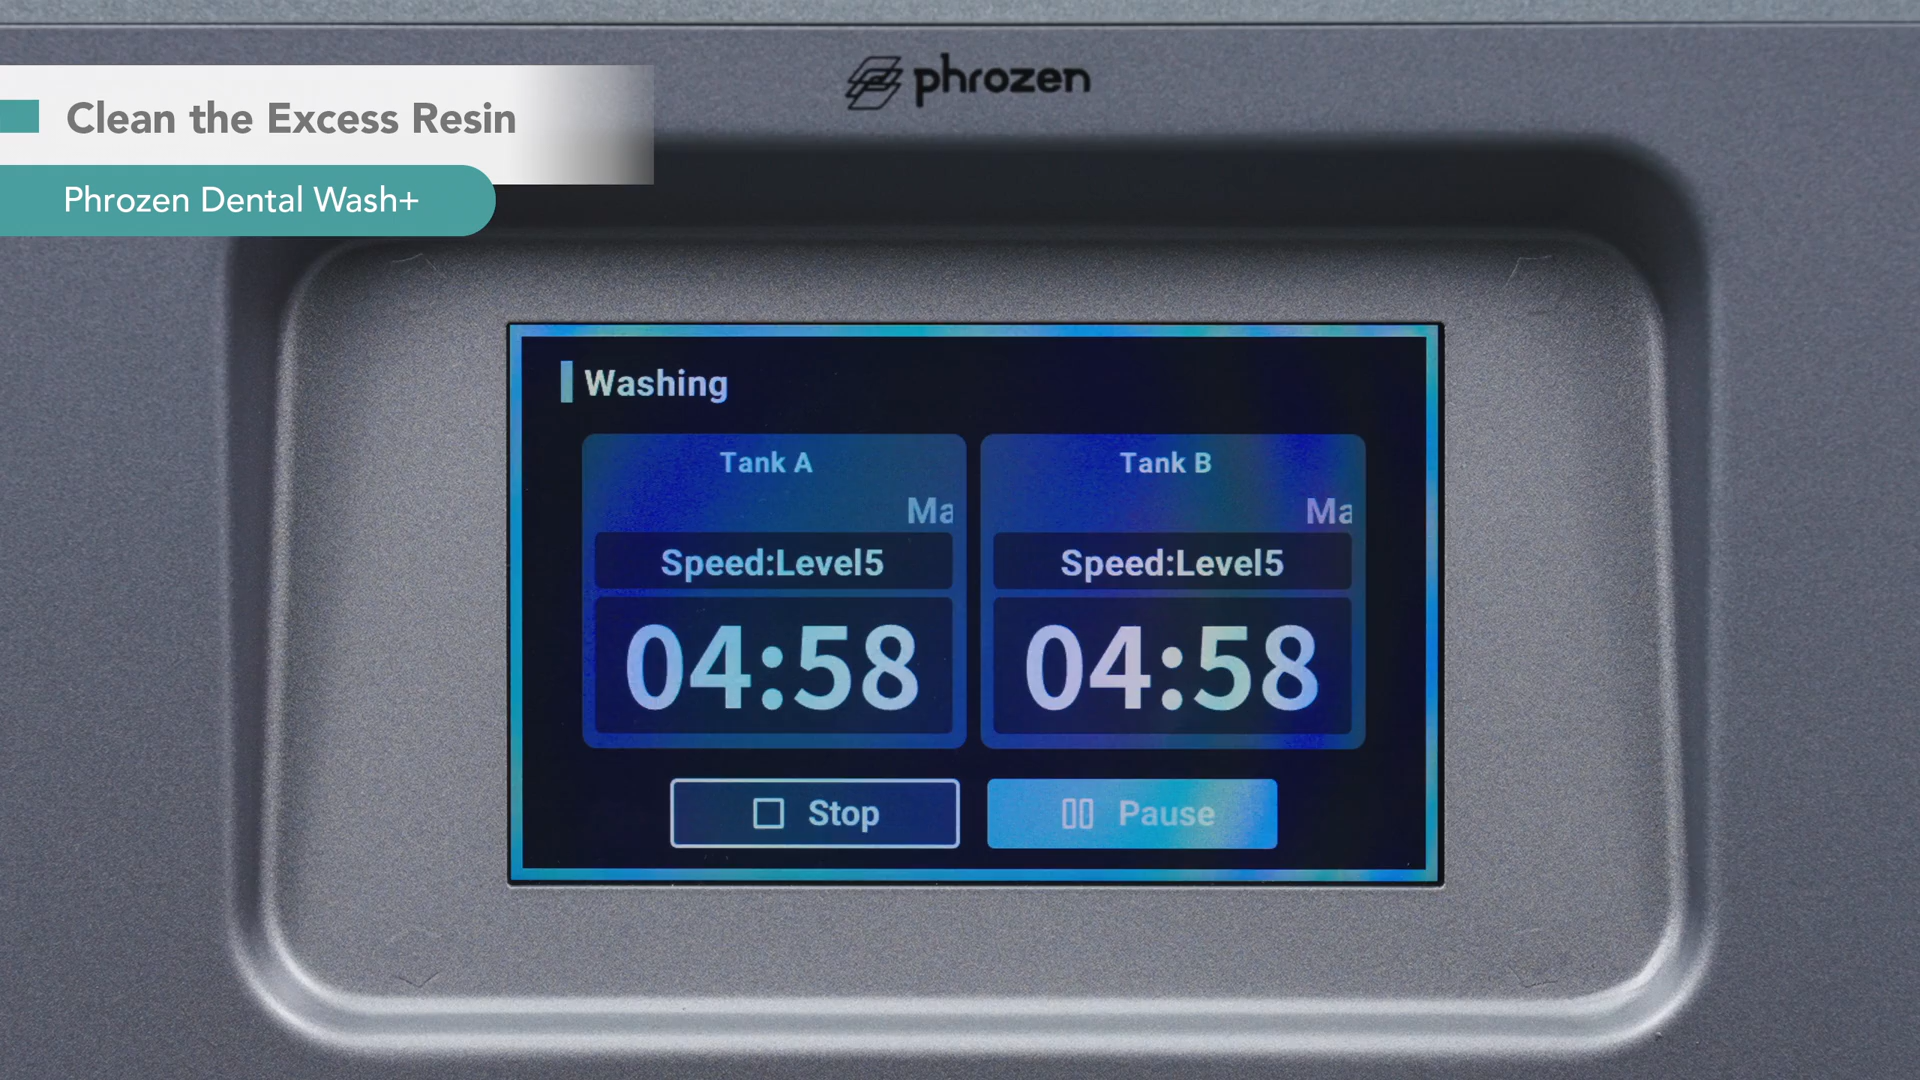 phrozen
Clean the Excess Resin
Phrozen Dental Wash+
Washing
Tank A
Ma
Speed:Level5
04:58
Tank B
Ma
Speed:Level5
04:58
Stop
Pause